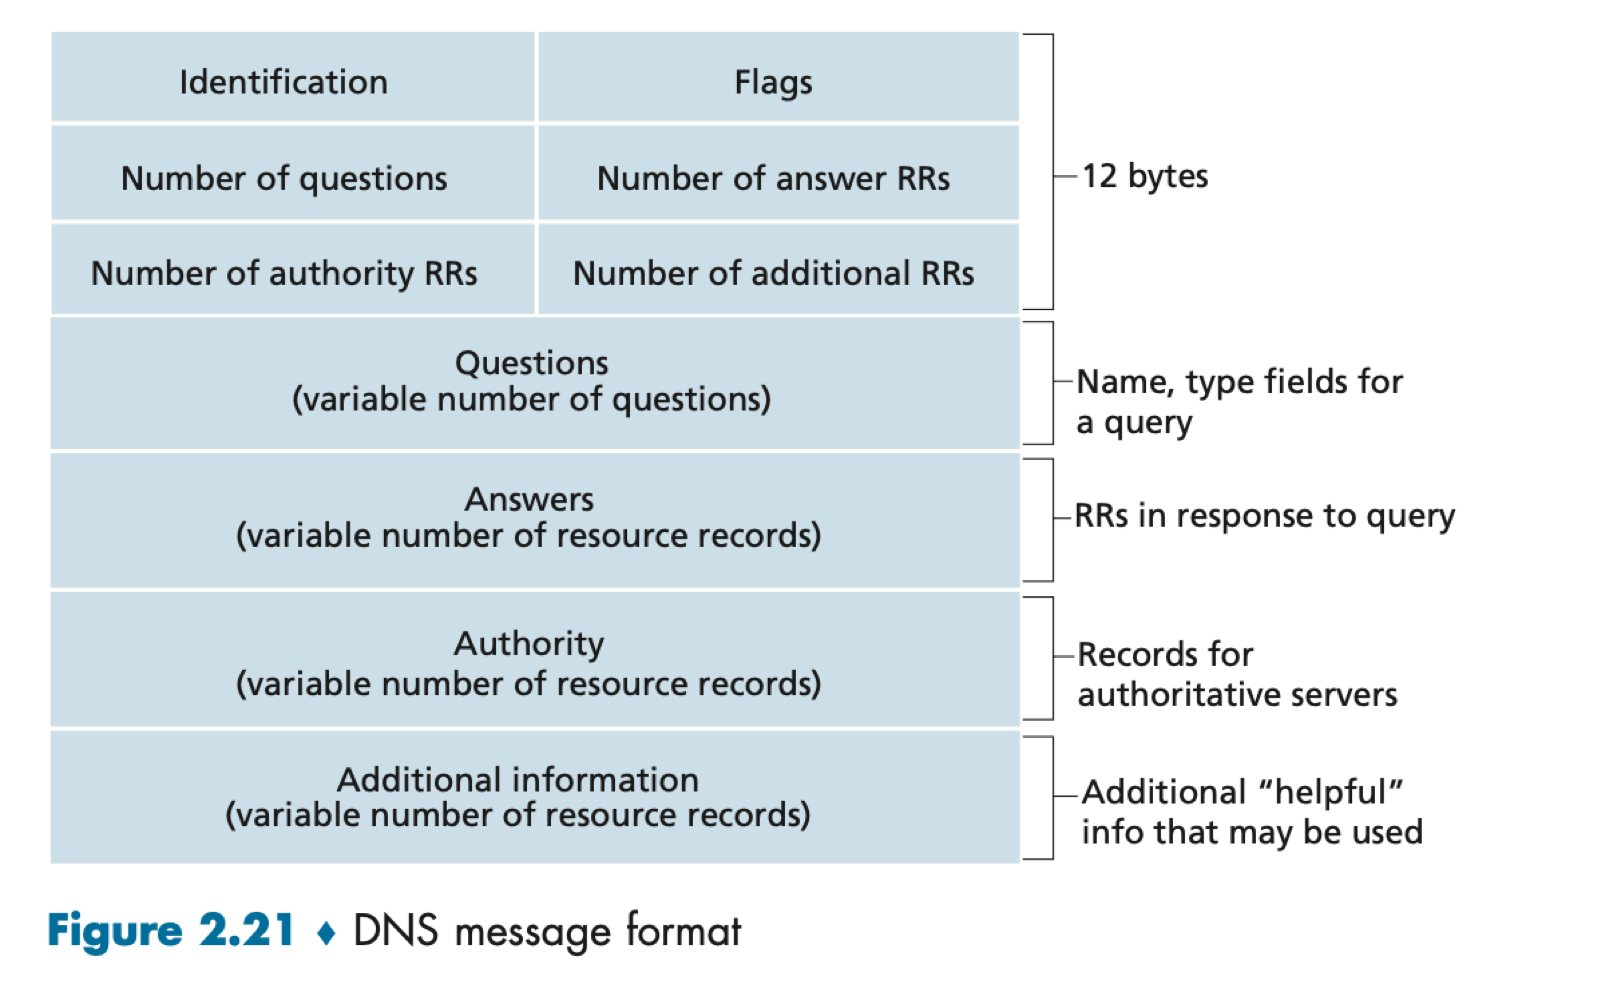 Identification
Flags
Number of questions
Number of answer RRs
12 bytes
Number of authority RRs
Number of additional RRs
Questions
(variable number of questions)
Name, type fields for
a query
Answers
(variable number of resource records)
RRs in response to query
Authority
(variable number of resource records)
Records for
authoritative servers
Additional information
(variable number of resource records)
Additional “helpful”
info that may be used
Figure 2.21 ♦ DNS message format